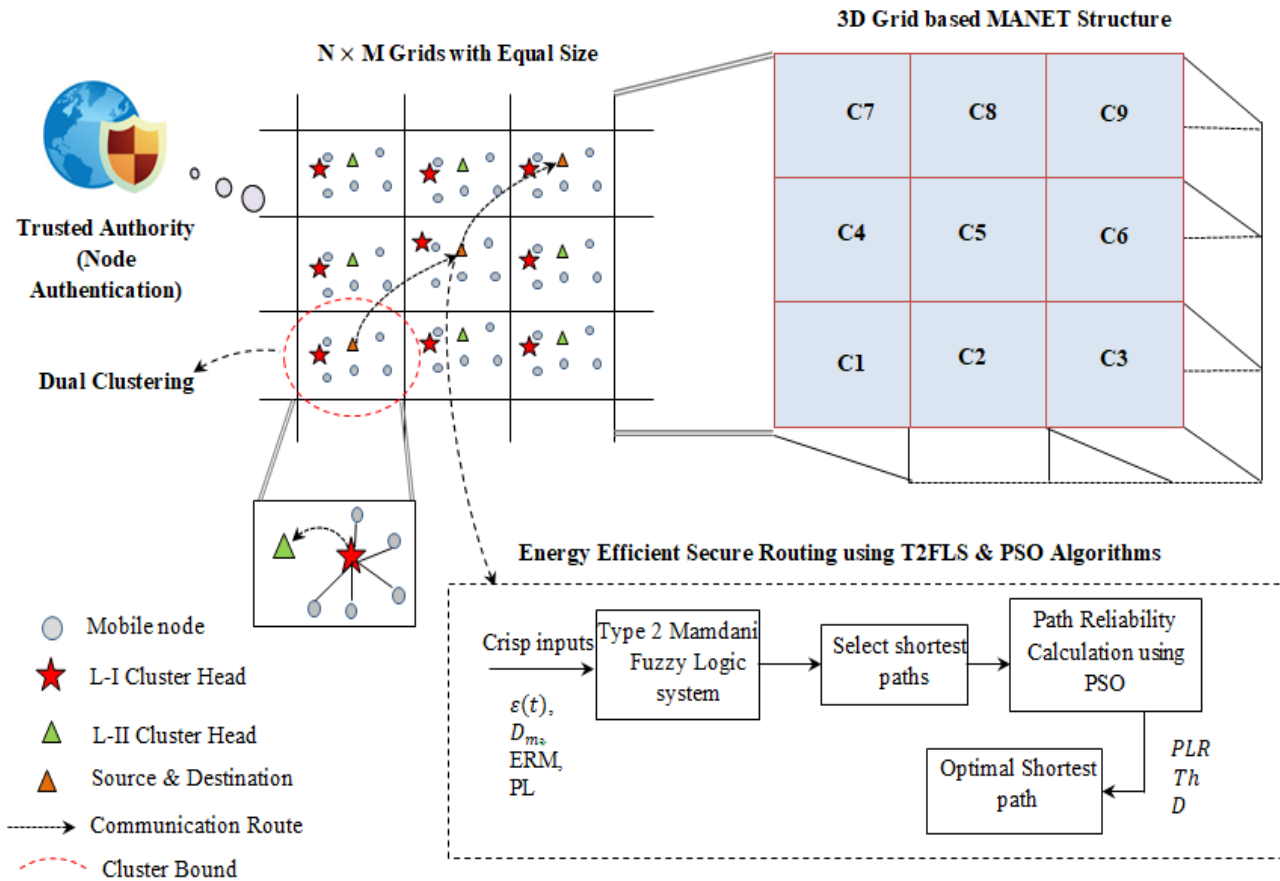 3D Grid based MANET Structure
N × M Grids with Equal Size
C7
C8
C9
C4
C5
C6
C1
C2
C3
Trusted Authority
(Node
Authentication)
Dual Clustering
Mobile node
L-I Cluster Head
L-II Cluster Head
Source & Destination
Communication Route
Cluster Bound
Energy Efficient Secure Routing using T2FLS & PSO Algorithms
Crisp inputs
ε(t),
Dm,
ERM,
PL
Type 2 Mamdani
Fuzzy Logic
system
Select shortest
paths
Path Reliability
Calculation using
PSO
PLR
Th
D
Optimal Shortest
path